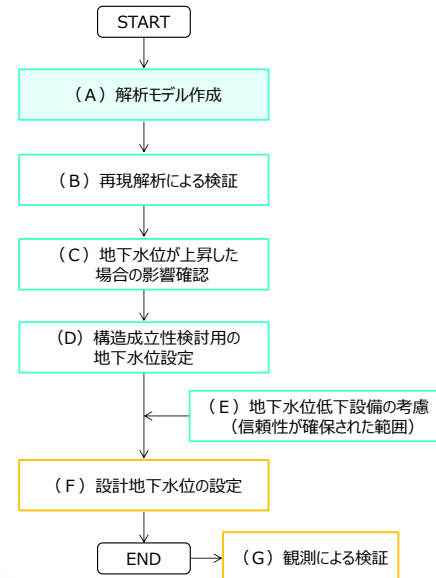 START
（A）解析モデル作成
（B）再現解析による検証
（C）地下水位が上昇した
場合の影響確認
（D）構造成立性検討用の
地下水位設定
（E）地下水位低下設備の考慮
（信頼性が確保された範囲）
（F）設計地下水位の設定
END
（G）観測による検証